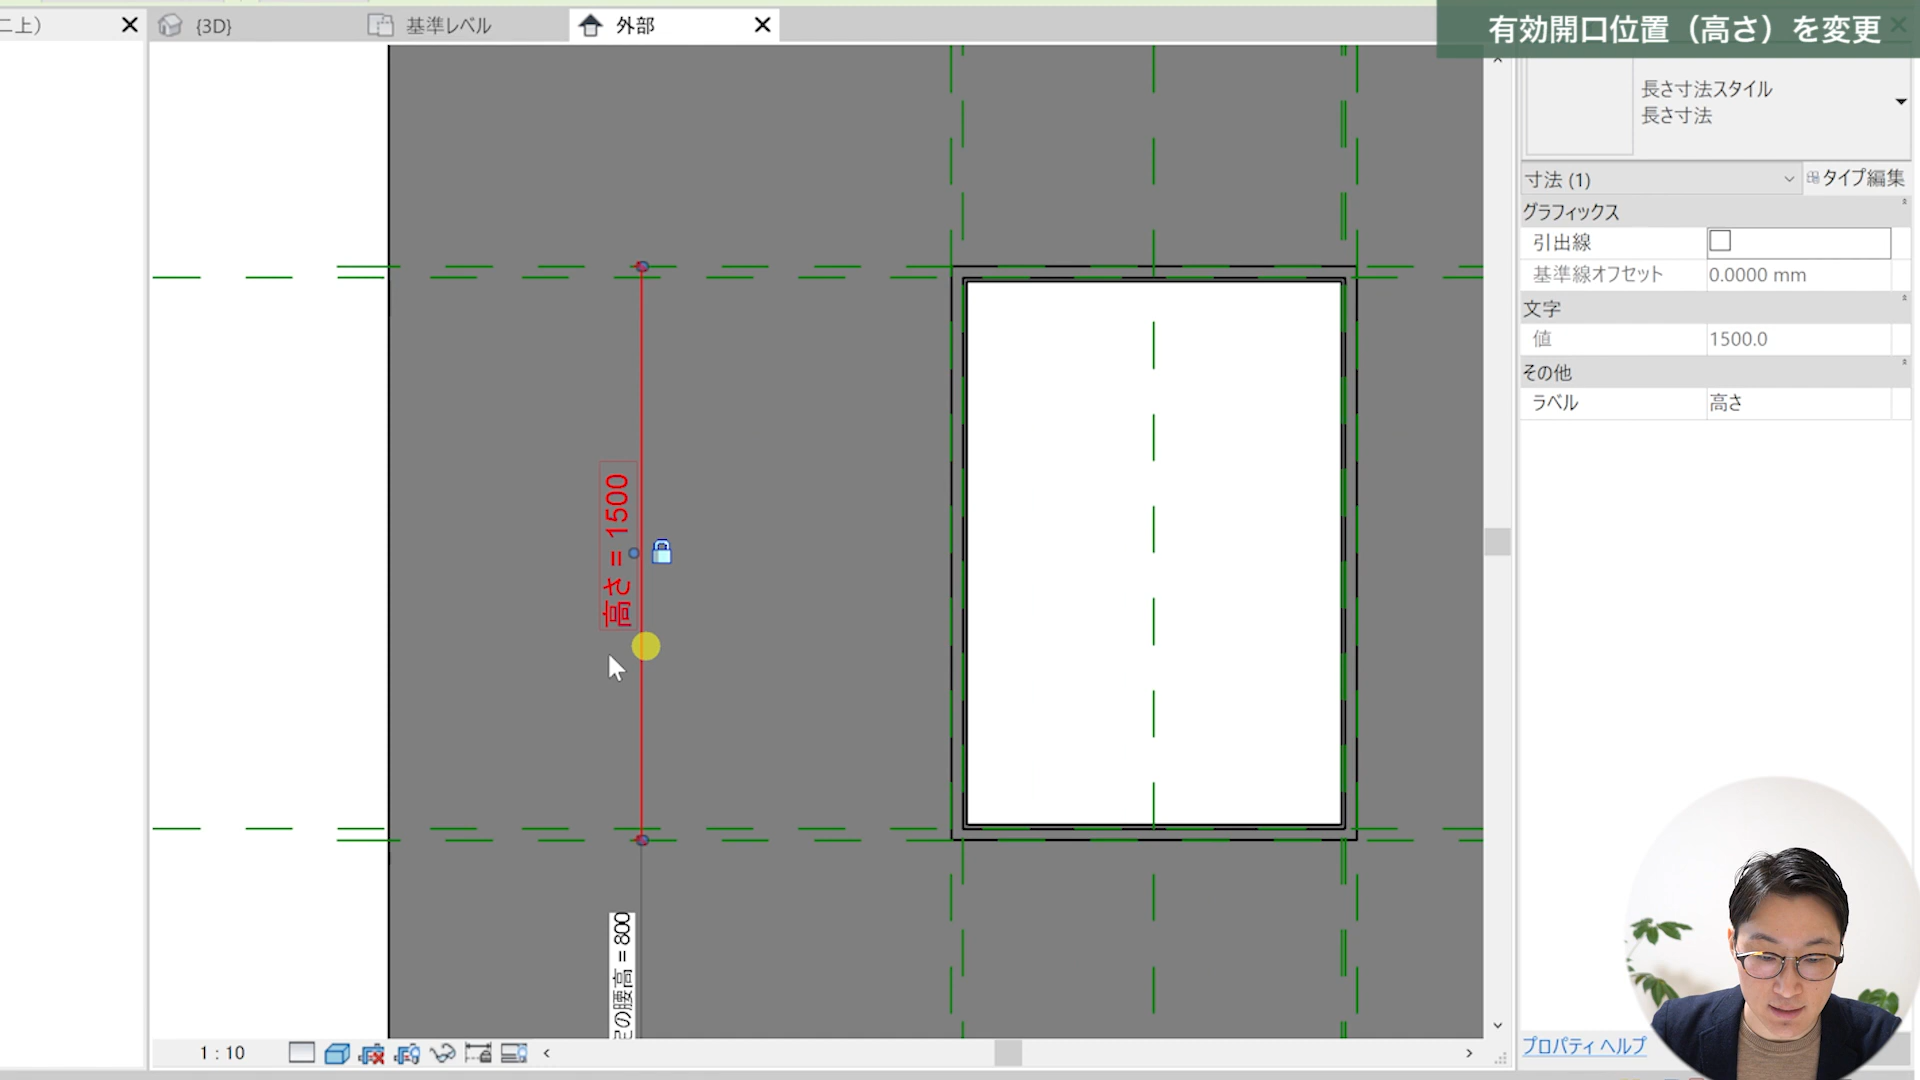 二上)
{3D}
基準レベル
外部
有効開口位置（高さ）を変更
長さ寸法スタイル
長さ寸法
寸法 (1)
タイプ編集
グラフィックス
引出線
基準線オフセット
0.0000 mm
文字
値
1500.0
その他
ラベル
高さ
高さ = 1500
の腰高 = 800
1 : 10
プロパティ ヘルプ